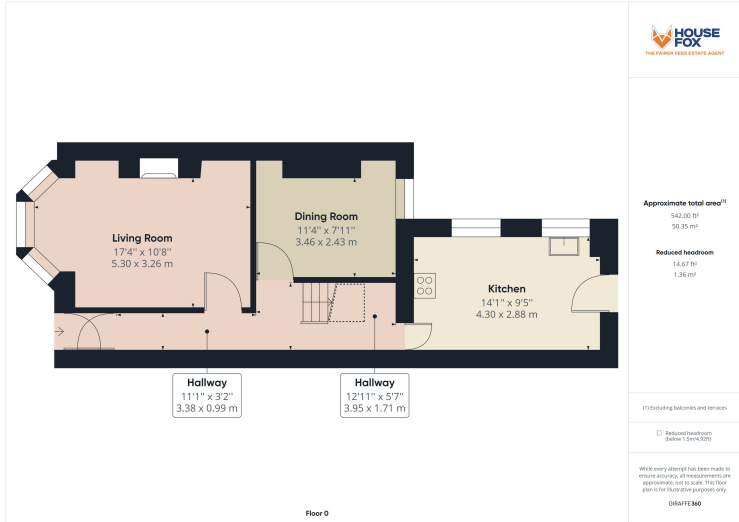 HOUSE
FOX
THE FAIRER FEES ESTATE AGENT
Living Room
17'4" x 10'8"
5.30 x 3.26 m
Dining Room
11'4" x 7'11"
3.46 x 2.43 m
Kitchen
14'1" x 9'5"
4.30 x 2.88 m
Hallway
11'1" x 3'2"
3.38 x 0.99 m
Hallway
12'11" x 5'7"
3.95 x 1.71 m
Floor 0
Approximate total area(1)
542.00 ft²
50.35 m²
Reduced headroom
14.67 ft²
1.36 m²
(1) Excluding balconies and terraces
Reduced headroom
(below 1.5m/4.92ft)
While every attempt has been made to
ensure accuracy, all measurements are
approximate, not to scale. This floor
plan is for illustrative purposes only.
GIRAFFE360